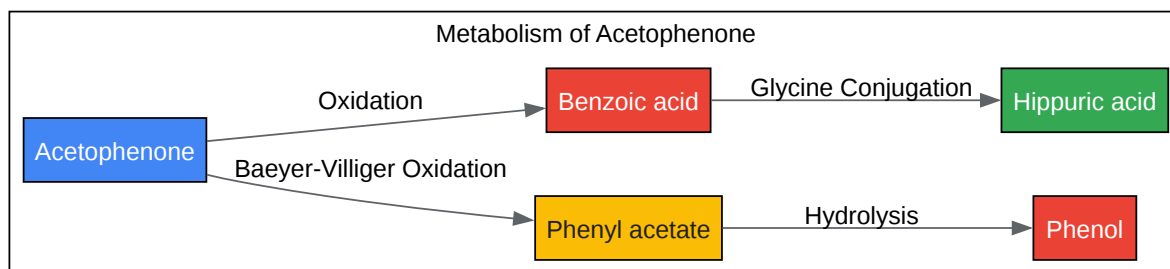 Metabolism of Acetophenone
Oxidation
Benzoic acid
Glycine Conjugation
Hippuric acid
Acetophenone
Baeyer-Villiger Oxidation
Phenyl acetate
Hydrolysis
Phenol